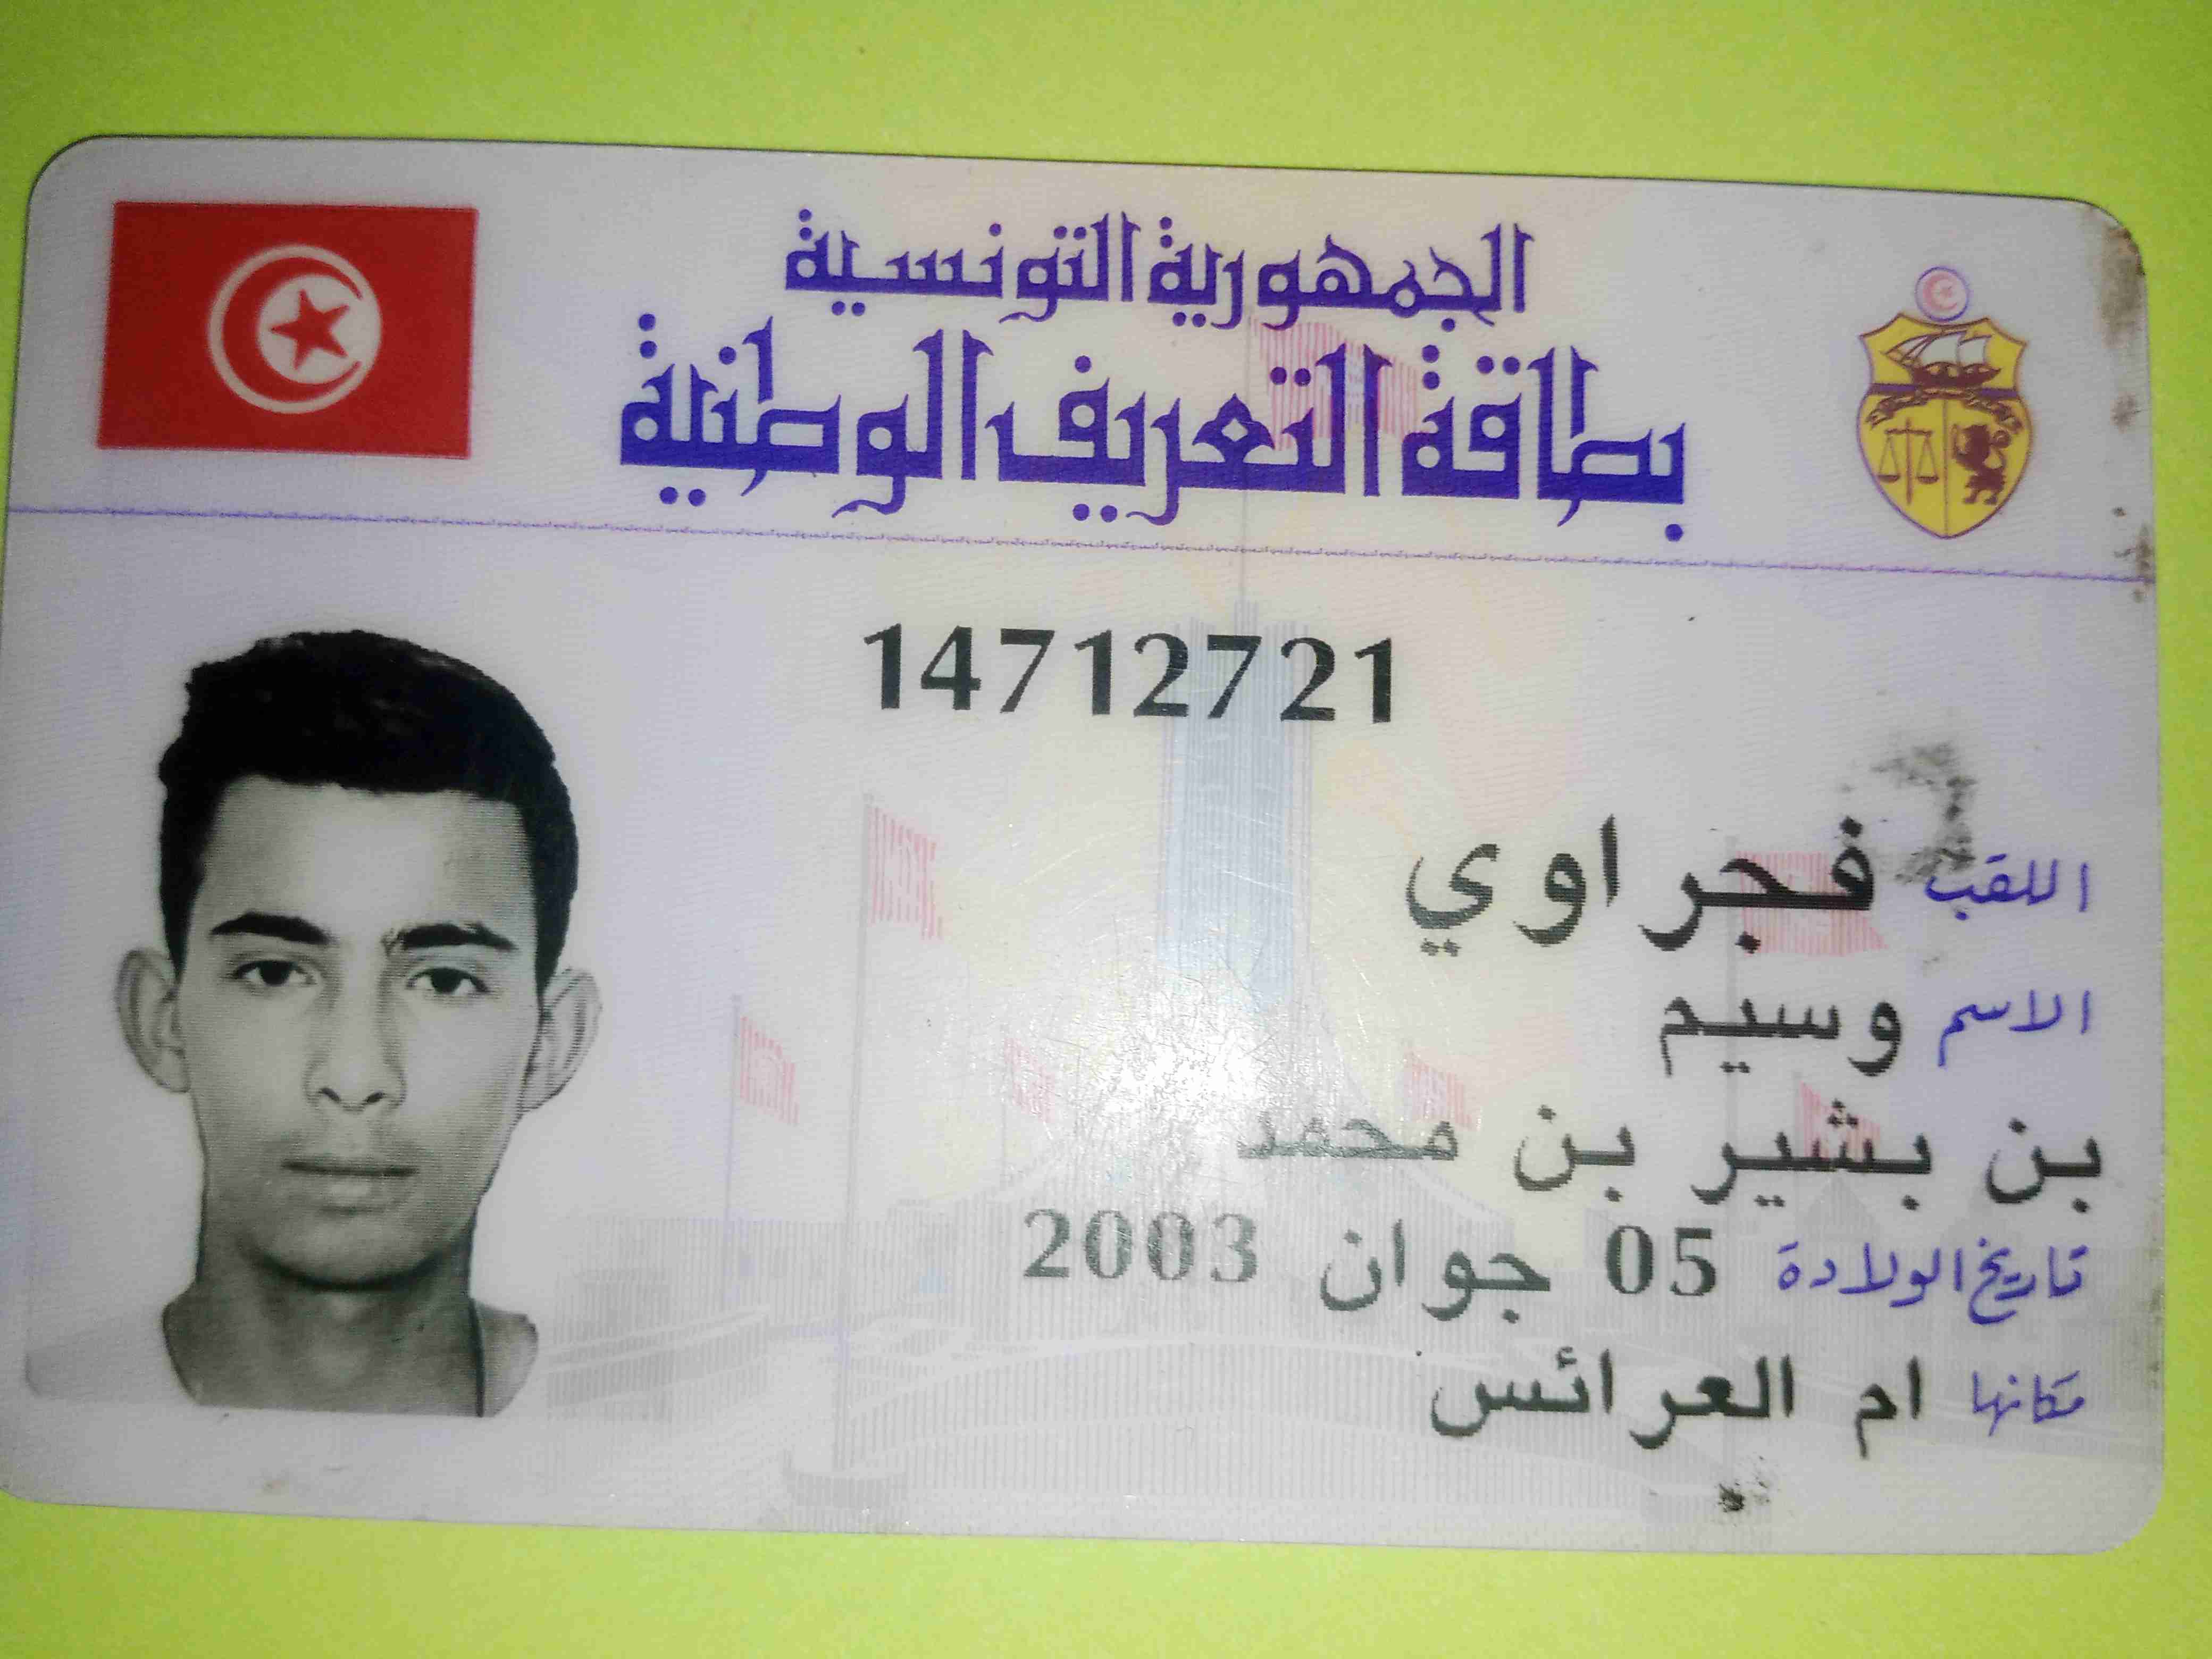 الجمهورية التونسية
بطاقة التعريف الوطنية
14712721
اللقب فجراوي
الاسم وسيم
بن بشير بن محمد
تاريخ الولادة 05 جوان 2003
مكانها ام العرائس